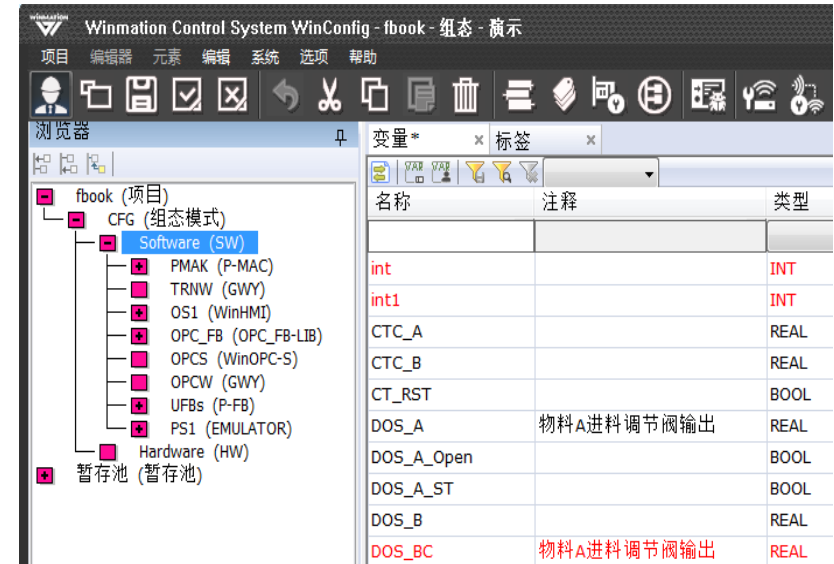 WINMATION
Winmation Control System WinConfig - fbook - 组态 - 演示
项目 编辑器 元素 编辑 系统 选项 帮助
浏览器
变量* × 标签 ×
VAR VAR
fbook (项目)
CFG (组态模式)
Software (SW)
PMAK (P-MAC)
TRNW (GWY)
OS1 (WinHMI)
OPC_FB (OPC_FB-LIB)
OPCS (WinOPC-S)
OPCW (GWY)
UFBs (P-FB)
PS1 (EMULATOR)
Hardware (HW)
暂存池 (暂存池)
名称 注释 类型
int INT
int1 INT
CTC_A REAL
CTC_B REAL
CT_RST BOOL
DOS_A 物料A进料调节阀输出 REAL
DOS_A_Open BOOL
DOS_A_ST BOOL
DOS_B REAL
DOS_BC 物料A进料调节阀输出 REAL